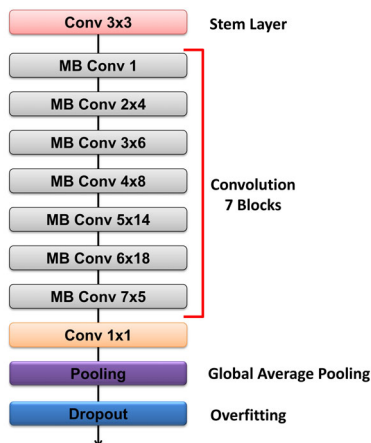 Conv 3x3
Stem Layer
MB Conv 1
MB Conv 2x4
MB Conv 3x6
MB Conv 4x8
MB Conv 5x14
MB Conv 6x18
MB Conv 7x5
Convolution
7 Blocks
Conv 1x1
Pooling
Global Average Pooling
Dropout
Overfitting